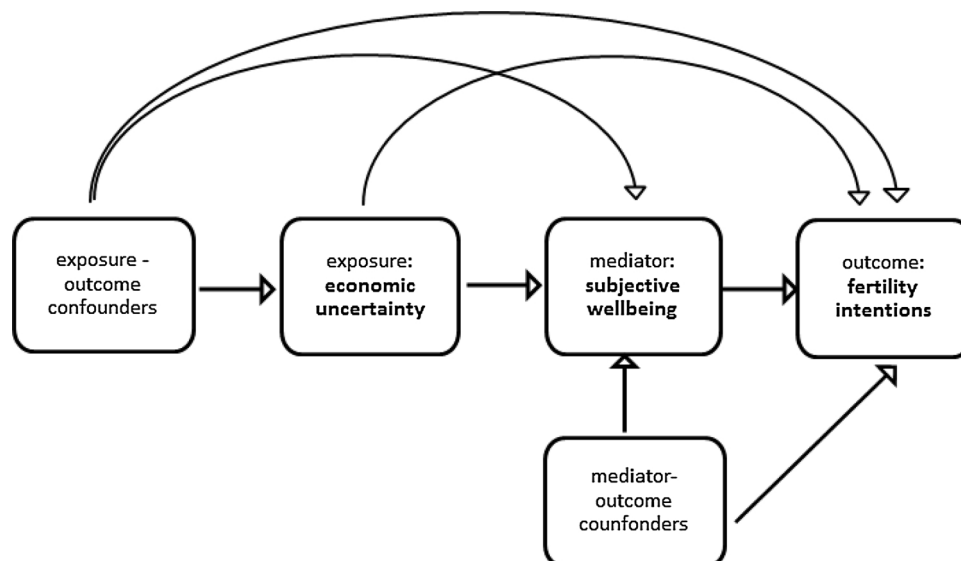 exposure -
outcome
confounders
exposure:
economic
uncertainty
mediator:
subjective
wellbeing
outcome:
fertility
intentions
mediator-
outcome
counfonders